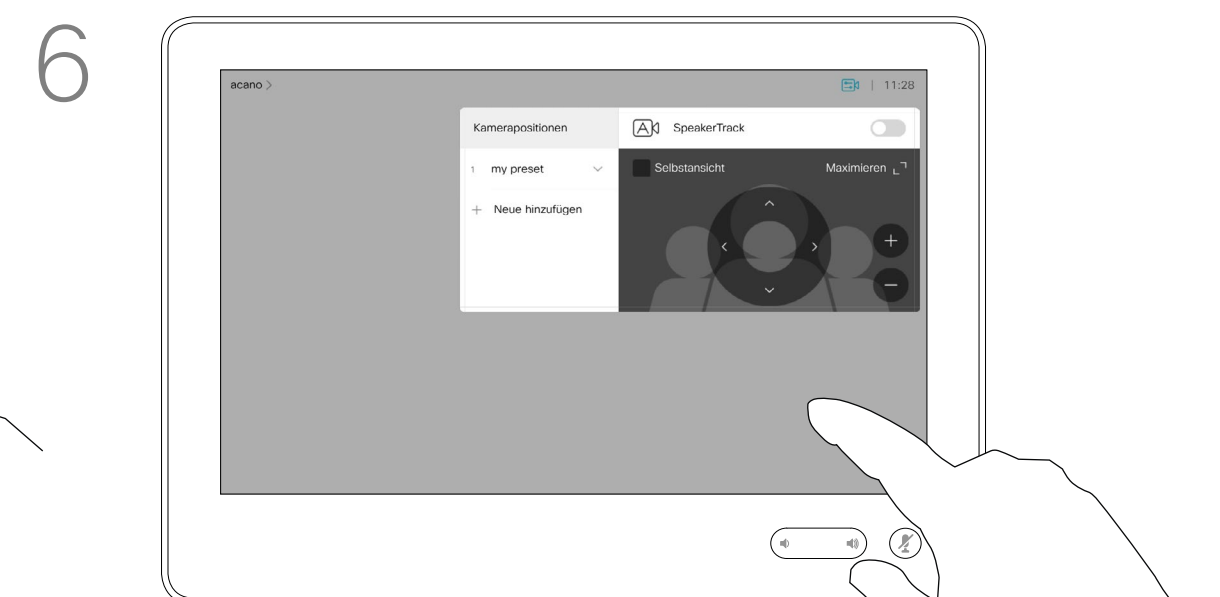 6
acano >
| 11:28
Kamerapositionen
SpeakerTrack
1 my preset
Selbstansicht
Maximieren
+ Neue hinzufügen